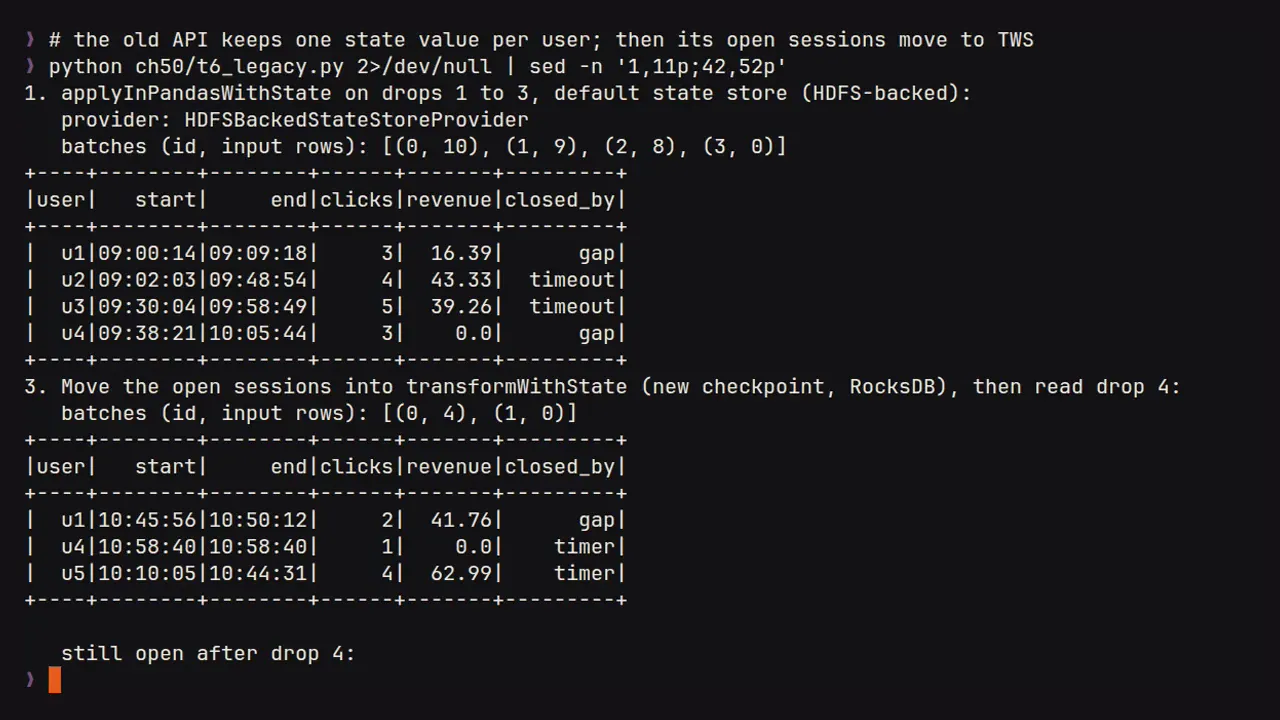 ❯ # the old API keeps one state value per user; then its open sessions move to TWS
❯ python ch50/t6_legacy.py 2>/dev/null | sed -n '1,11p;42,52p'
1. applyInPandasWithState on drops 1 to 3, default state store (HDFS-backed):
   provider: HDFSBackedStateStoreProvider
   batches (id, input rows): [(0, 10), (1, 9), (2, 8), (3, 0)]
+----+--------+--------+------+-------+---------+
|user|   start|     end|clicks|revenue|closed_by|
+----+--------+--------+------+-------+---------+
|  u1|09:00:14|09:09:18|     3|  16.39|      gap|
|  u2|09:02:03|09:48:54|     4|  43.33|  timeout|
|  u3|09:30:04|09:58:49|     5|  39.26|  timeout|
|  u4|09:38:21|10:05:44|     3|    0.0|      gap|
+----+--------+--------+------+-------+---------+
3. Move the open sessions into transformWithState (new checkpoint, RocksDB), then read drop 4:
   batches (id, input rows): [(0, 4), (1, 0)]
+----+--------+--------+------+-------+---------+
|user|   start|     end|clicks|revenue|closed_by|
+----+--------+--------+------+-------+---------+
|  u1|10:45:56|10:50:12|     2|  41.76|      gap|
|  u4|10:58:40|10:58:40|     1|    0.0|    timer|
|  u5|10:10:05|10:44:31|     4|  62.99|    timer|
+----+--------+--------+------+-------+---------+
   still open after drop 4:
❯